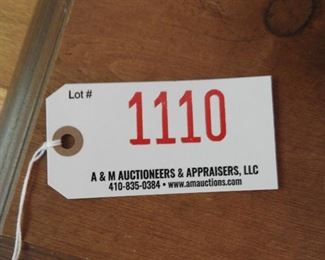 Lot #
1110
A & M AUCTIONEERS & APPRAISERS, LLC
410-835-0384 • www.amauctions.com